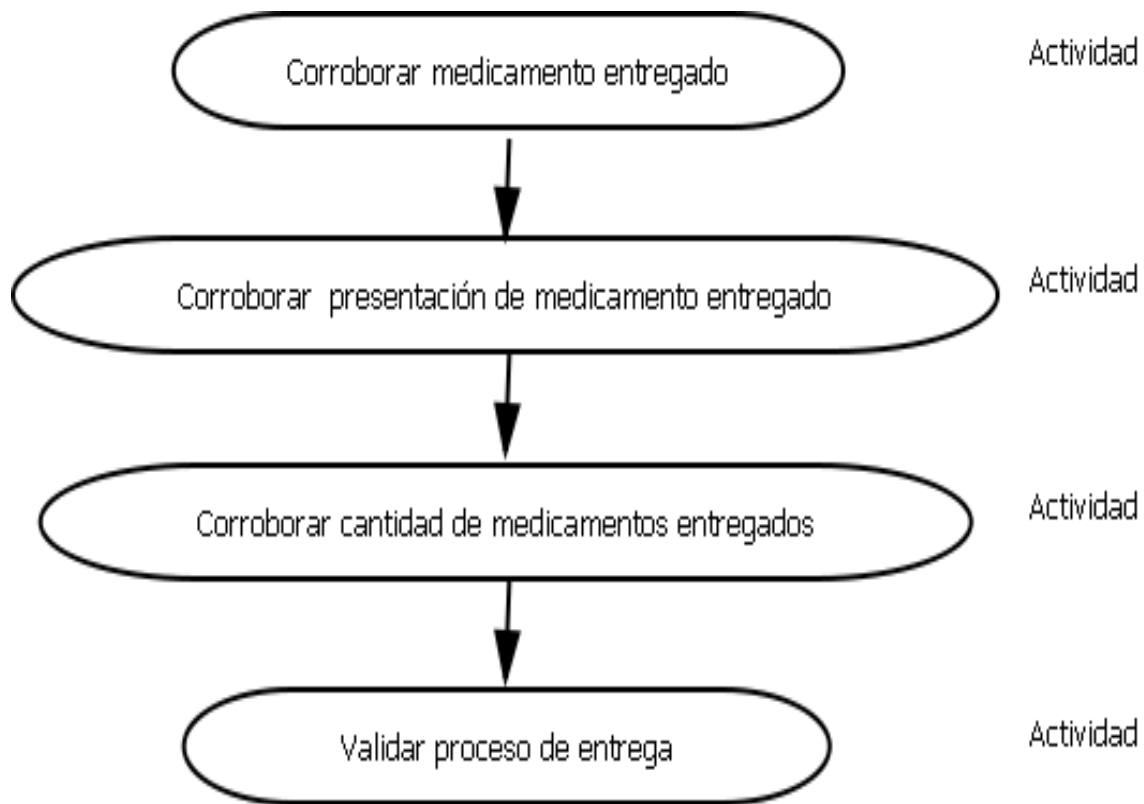 Corroborar medicamento entregado
Actividad
Corroborar presentación de medicamento entregado
Actividad
Corroborar cantidad de medicamentos entregados
Actividad
Validar proceso de entrega
Actividad